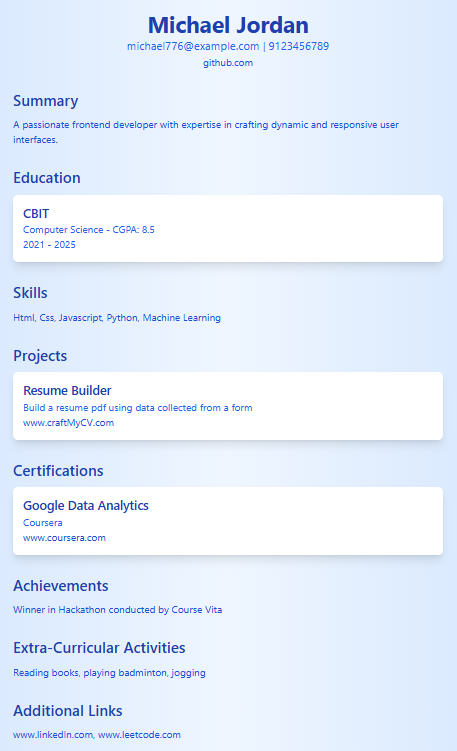 Michael Jordan
michael776@example.com | 9123456789
github.com
Summary
A passionate frontend developer with expertise in crafting dynamic and responsive user
interfaces.
Education
CBIT
Computer Science - CGPA: 8.5
2021 - 2025
Skills
Html, Css, Javascript, Python, Machine Learning
Projects
Resume Builder
Build a resume pdf using data collected from a form
www.craftMyCV.com
Certifications
Google Data Analytics
Coursera
www.coursera.com
Achievements
Winner in Hackathon conducted by Course Vita
Extra-Curricular Activities
Reading books, playing badminton, jogging
Additional Links
www.linkedIn.com, www.leetcode.com